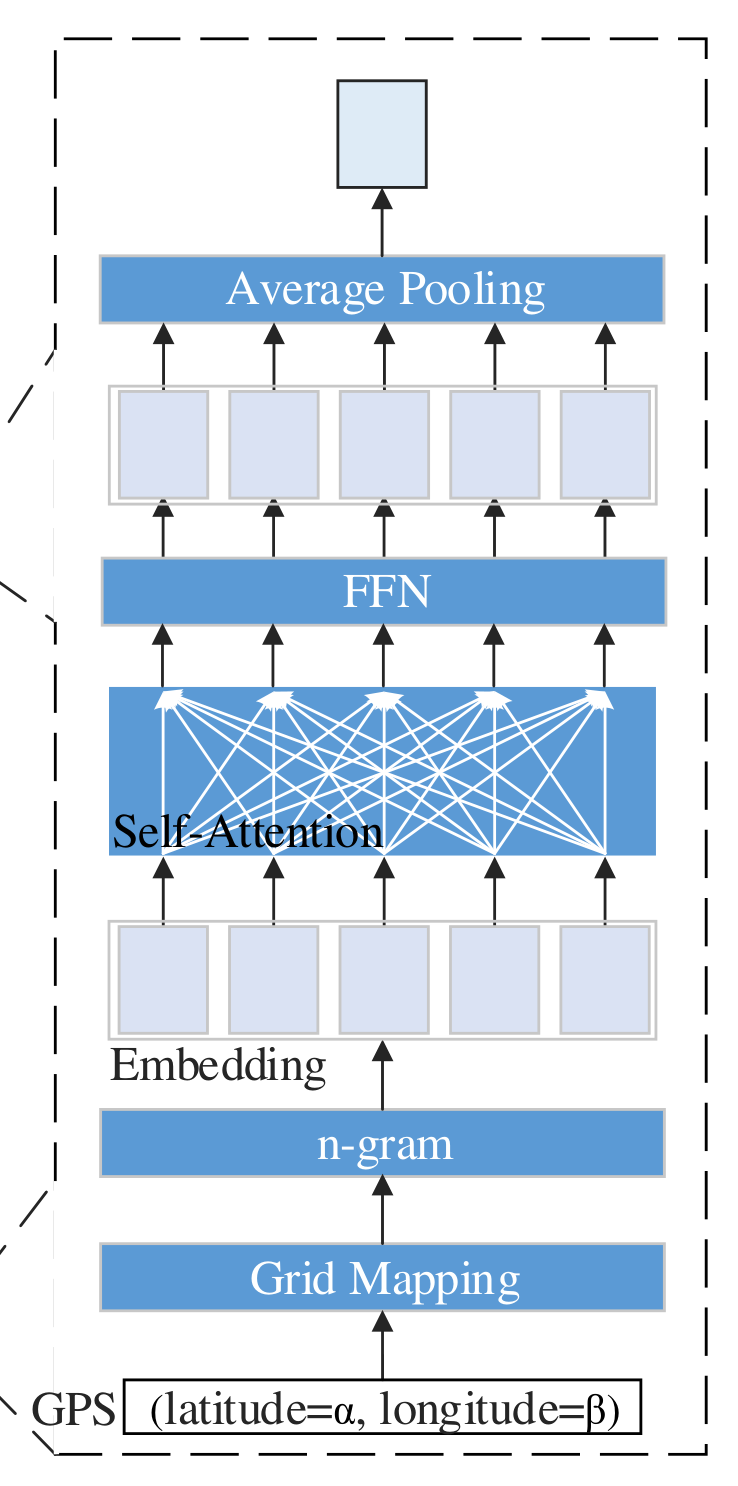 Average Pooling
FFN
Self-Attention
Embedding
n-gram
Grid Mapping
GPS (latitude=α, longitude=β)